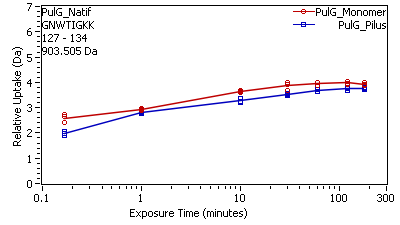 PulG_Natif
GNWTIGKK
127 - 134
903.505 Da
PulG_Monomer
PulG_Pilus
Relative Uptake (Da)
7
6
5
4
3
2
1
0
0.1 1 10 100 300
Exposure Time (minutes)